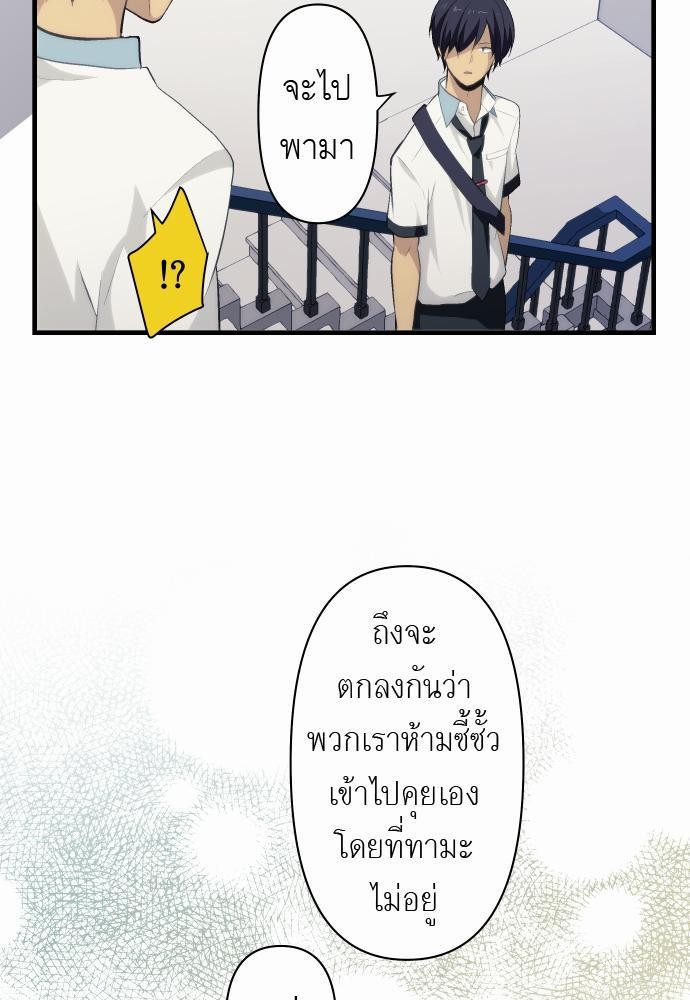 จะไป
พามา
!?
ถึงจะ
ตกลงกันว่า
พวกเราห้ามซี้ซั้ว
เข้าไปคุยเอง
โดยที่ทามะ
ไม่อยู่